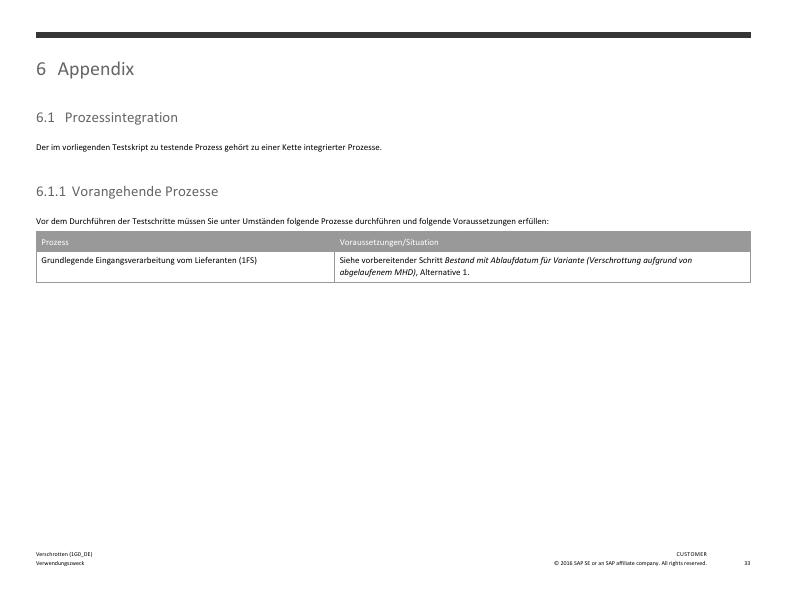 6 Appendix
6.1 Prozessintegration
Der im vorliegenden Testskript zu testende Prozess gehört zu einer Kette integrierter Prozesse.
6.1.1 Vorangehende Prozesse
Vor dem Durchführen der Testschritte müssen Sie unter Umständen folgende Prozesse durchführen und folgende Voraussetzungen erfüllen:
Prozess
Voraussetzungen/Situation
Grundlegende Eingangsverarbeitung vom Lieferanten (1FS)
Siehe vorbereitender Schritt Bestand mit Ablaufdatum für Variante (Verschrottung aufgrund von
abgelaufenem MHD), Alternative 1.
Verschrotten (1G0_DE)
Verwendungszweck
CUSTOMER
© 2016 SAP SE or an SAP affiliate company. All rights reserved.
33